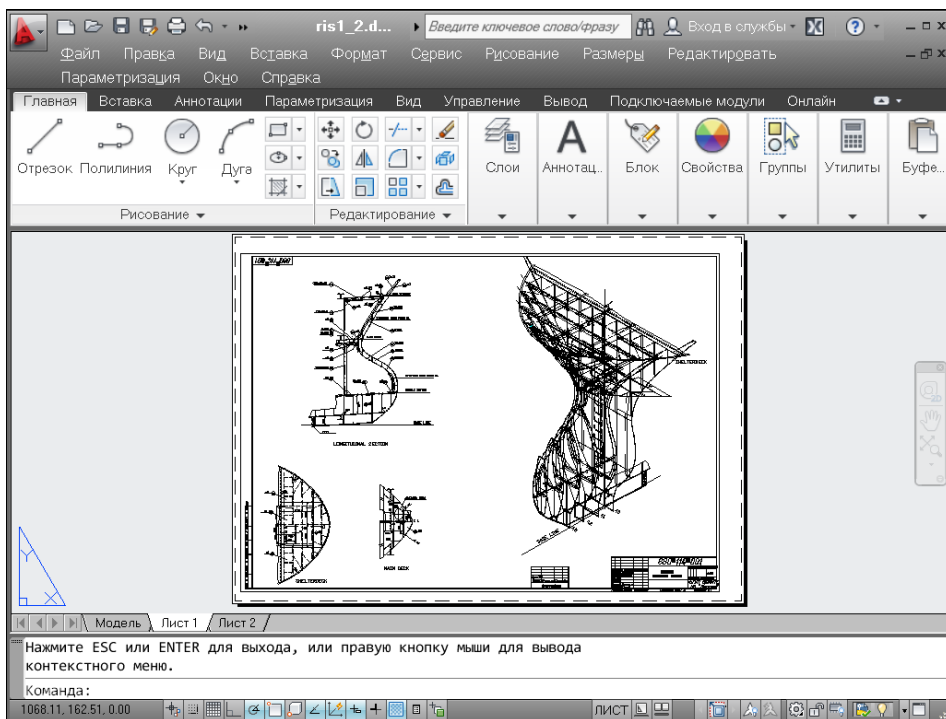 ris1_2.d... Введите ключевое слово/фразу Вход в службы
Файл Правка Вид Вставка Формат Сервис Рисование Размеры Редактировать
Параметризация Окно Справка
Главная Вставка Аннотации Параметризация Вид Управление Вывод Подключаемые модули Онлайн
Отрезок Полилиния Круг Дуга Слои Аннотац... Блок Свойства Группы Утилиты Буфе...
Рисование Редактирование
SHELTERDECK
BASE LINE
LONGITUDINAL SECTION
BASE LINE
MAIN DECK
SHELTERDECK
Y
X
Модель Лист 1 Лист 2
Нажмите ESC или ENTER для выхода, или правую кнопку мыши для вывода
контекстного меню.
Команда:
1068.11, 162.51, 0.00 ЛИСТ